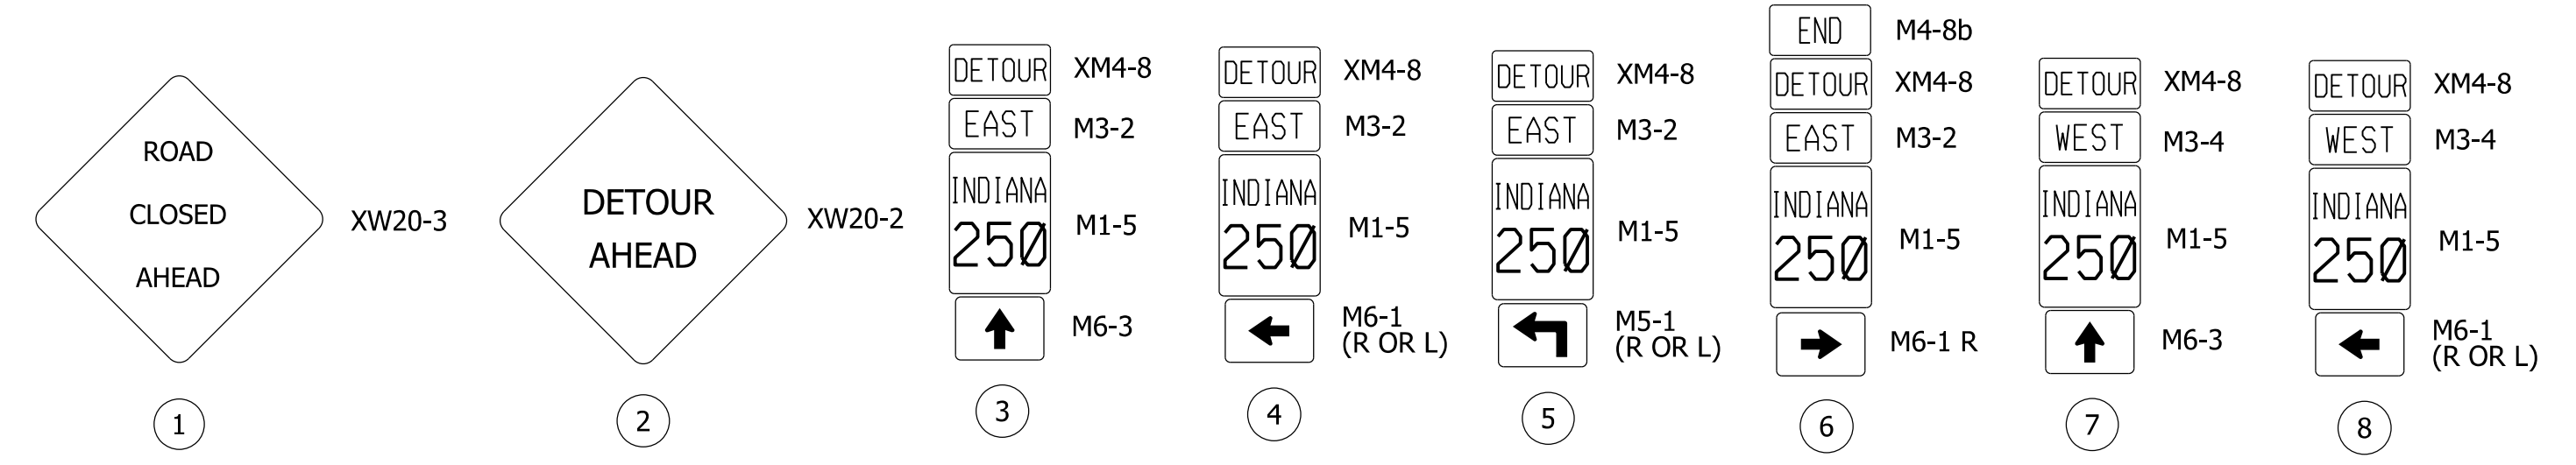 ROAD
CLOSED
AHEAD
XW20-3
1
DETOUR
AHEAD
XW20-2
2
DETOUR XM4-8
EAST M3-2
INDIANA
250 M1-5
M6-3
3
DETOUR XM4-8
EAST M3-2
INDIANA
250 M1-5
M6-1
(R OR L)
4
DETOUR XM4-8
EAST M3-2
INDIANA
250 M1-5
M5-1
(R OR L)
5
END M4-8b
DETOUR XM4-8
EAST M3-2
INDIANA
250 M1-5
M6-1 R
6
DETOUR XM4-8
WEST M3-4
INDIANA
250 M1-5
M6-3
7
DETOUR XM4-8
WEST M3-4
INDIANA
250 M1-5
M6-1
(R OR L)
8